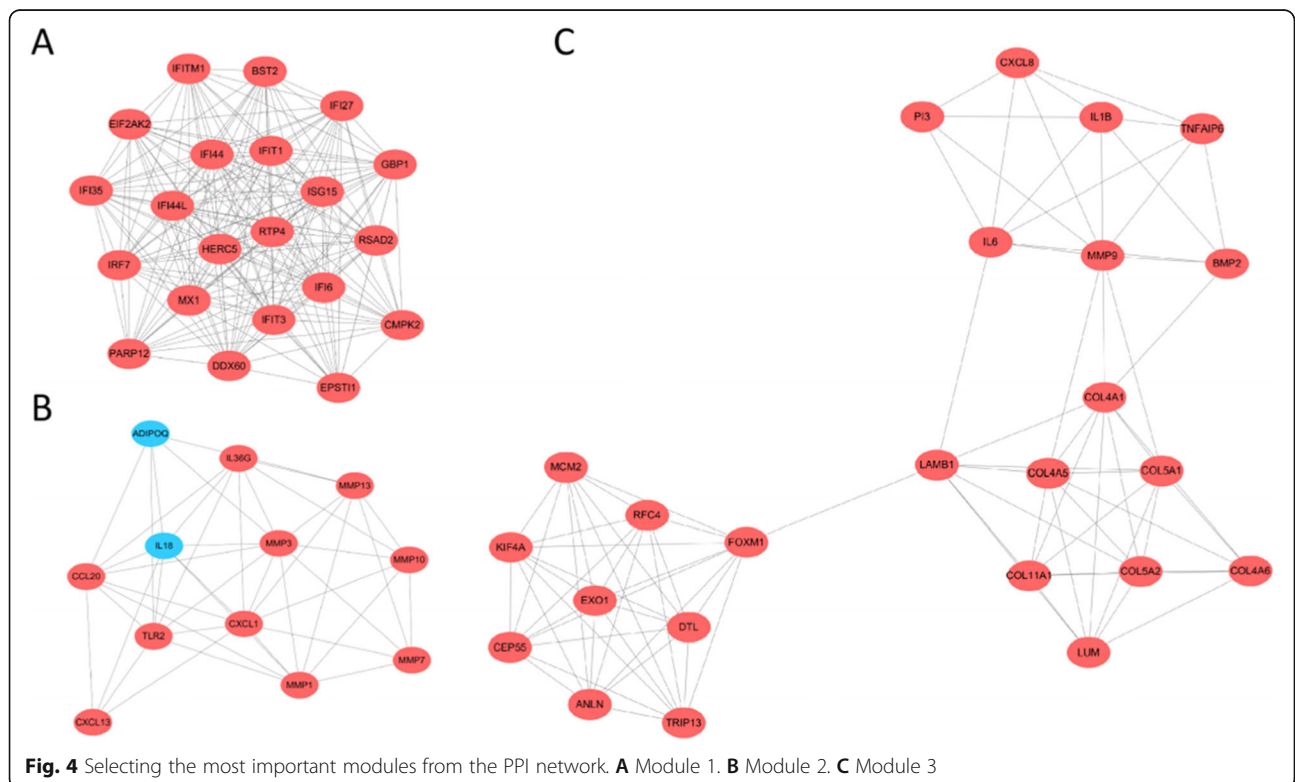 A
IFITM1
BST2
IFI27
EIF2AK2
IFI44
IFIT1
GBP1
IFI35
ISG15
IFI44L
RTP4
HERC5
RSAD2
IRF7
IFI6
MX1
IFIT3
CMPK2
PARP12
DDX60
EPSTI1
B
ADIPOQ
IL36G
MMP13
IL18
MMP3
MMP10
CCL20
CXCL1
TLR2
MMP7
MMP1
CXCL13
C
CXCL8
PI3
IL1B
TNFAIP6
IL6
MMP9
BMP2
COL4A1
LAMB1
COL4A5
COL5A1
COL11A1
COL5A2
COL4A6
LUM
MCM2
RFC4
KIF4A
FOXM1
EXO1
DTL
CEP55
ANLN
TRIP13
Fig. 4 Selecting the most important modules from the PPI network. A Module 1. B Module 2. C Module 3